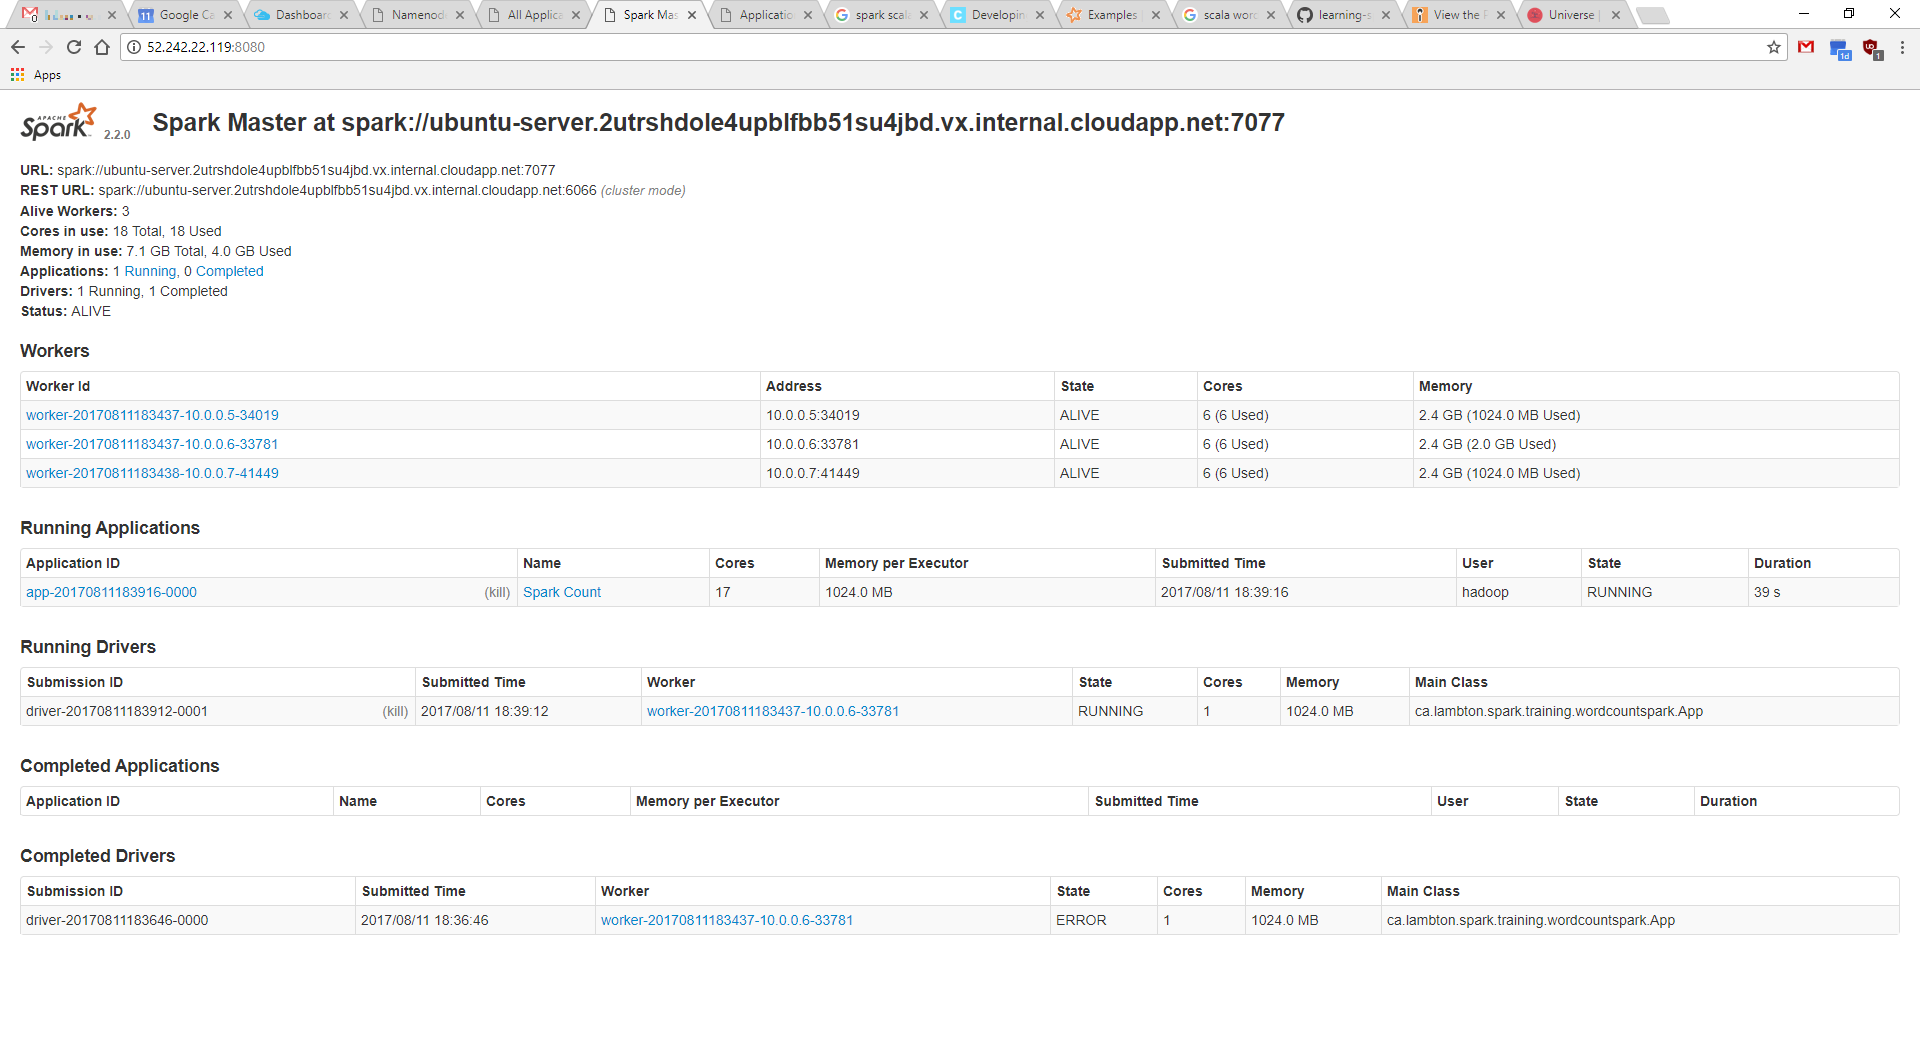 Google Ca
Dashboar
Namenod
All Applica
Spark Mas
Applicatio
spark scal
Developin
Examples
scala word
learning-s
View the F
Universe
52.242.22.119:8080
Apps
APACHE Spark 2.2.0 Spark Master at spark://ubuntu-server.2utrshdole4upblfbb51su4jbd.vx.internal.cloudapp.net:7077
URL: spark://ubuntu-server.2utrshdole4upblfbb51su4jbd.vx.internal.cloudapp.net:7077
REST URL: spark://ubuntu-server.2utrshdole4upblfbb51su4jbd.vx.internal.cloudapp.net:6066 (cluster mode)
Alive Workers: 3
Cores in use: 18 Total, 18 Used
Memory in use: 7.1 GB Total, 4.0 GB Used
Applications: 1 Running, 0 Completed
Drivers: 1 Running, 1 Completed
Status: ALIVE
Workers
Worker Id Address State Cores Memory
worker-20170811183437-10.0.0.5-34019 10.0.0.5:34019 ALIVE 6 (6 Used) 2.4 GB (1024.0 MB Used)
worker-20170811183437-10.0.0.6-33781 10.0.0.6:33781 ALIVE 6 (6 Used) 2.4 GB (2.0 GB Used)
worker-20170811183438-10.0.0.7-41449 10.0.0.7:41449 ALIVE 6 (6 Used) 2.4 GB (1024.0 MB Used)
Running Applications
Application ID Name Cores Memory per Executor Submitted Time User State Duration
app-20170811183916-0000 (kill) Spark Count 17 1024.0 MB 2017/08/11 18:39:16 hadoop RUNNING 39 s
Running Drivers
Submission ID Submitted Time Worker State Cores Memory Main Class
driver-20170811183912-0001 (kill) 2017/08/11 18:39:12 worker-20170811183437-10.0.0.6-33781 RUNNING 1 1024.0 MB ca.lambton.spark.training.wordcountspark.App
Completed Applications
Application ID Name Cores Memory per Executor Submitted Time User State Duration
Completed Drivers
Submission ID Submitted Time Worker State Cores Memory Main Class
driver-20170811183646-0000 2017/08/11 18:36:46 worker-20170811183437-10.0.0.6-33781 ERROR 1 1024.0 MB ca.lambton.spark.training.wordcountspark.App